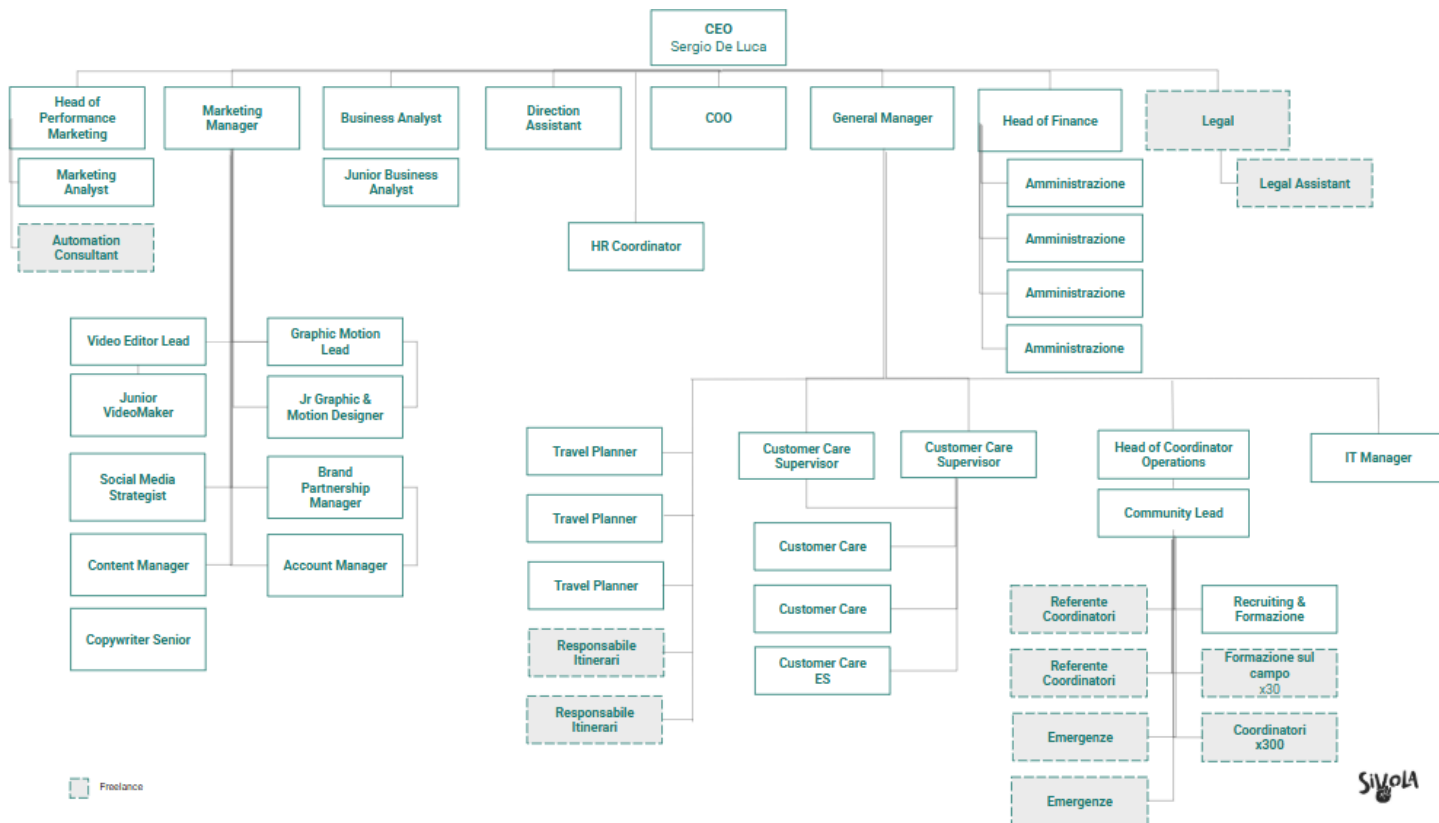 CEO
Sergio De Luca
Head of
Performance
Marketing
Marketing
Manager
Business Analyst
Direction
Assistant
COO
General Manager
Head of Finance
Legal
Marketing
Analyst
Junior Business
Analyst
Amministrazione
Legal Assistant
Automation
Consultant
HR Coordinator
Amministrazione
Amministrazione
Amministrazione
Video Editor Lead
Graphic Motion
Lead
Junior
VideoMaker
Jr Graphic &
Motion Designer
Social Media
Strategist
Brand
Partnership
Manager
Content Manager
Account Manager
Copywriter Senior
Travel Planner
Customer Care
Supervisor
Customer Care
Supervisor
Head of Coordinator
Operations
IT Manager
Travel Planner
Community Lead
Customer Care
Travel Planner
Customer Care
Referente
Coordinatori
Recruiting &
Formazione
Responsabile
Itinerari
Customer Care
ES
Referente
Coordinatori
Formazione sul
campo
x30
Responsabile
Itinerari
Emergenze
Coordinatori
x300
Emergenze
Freelance
SiVOLA